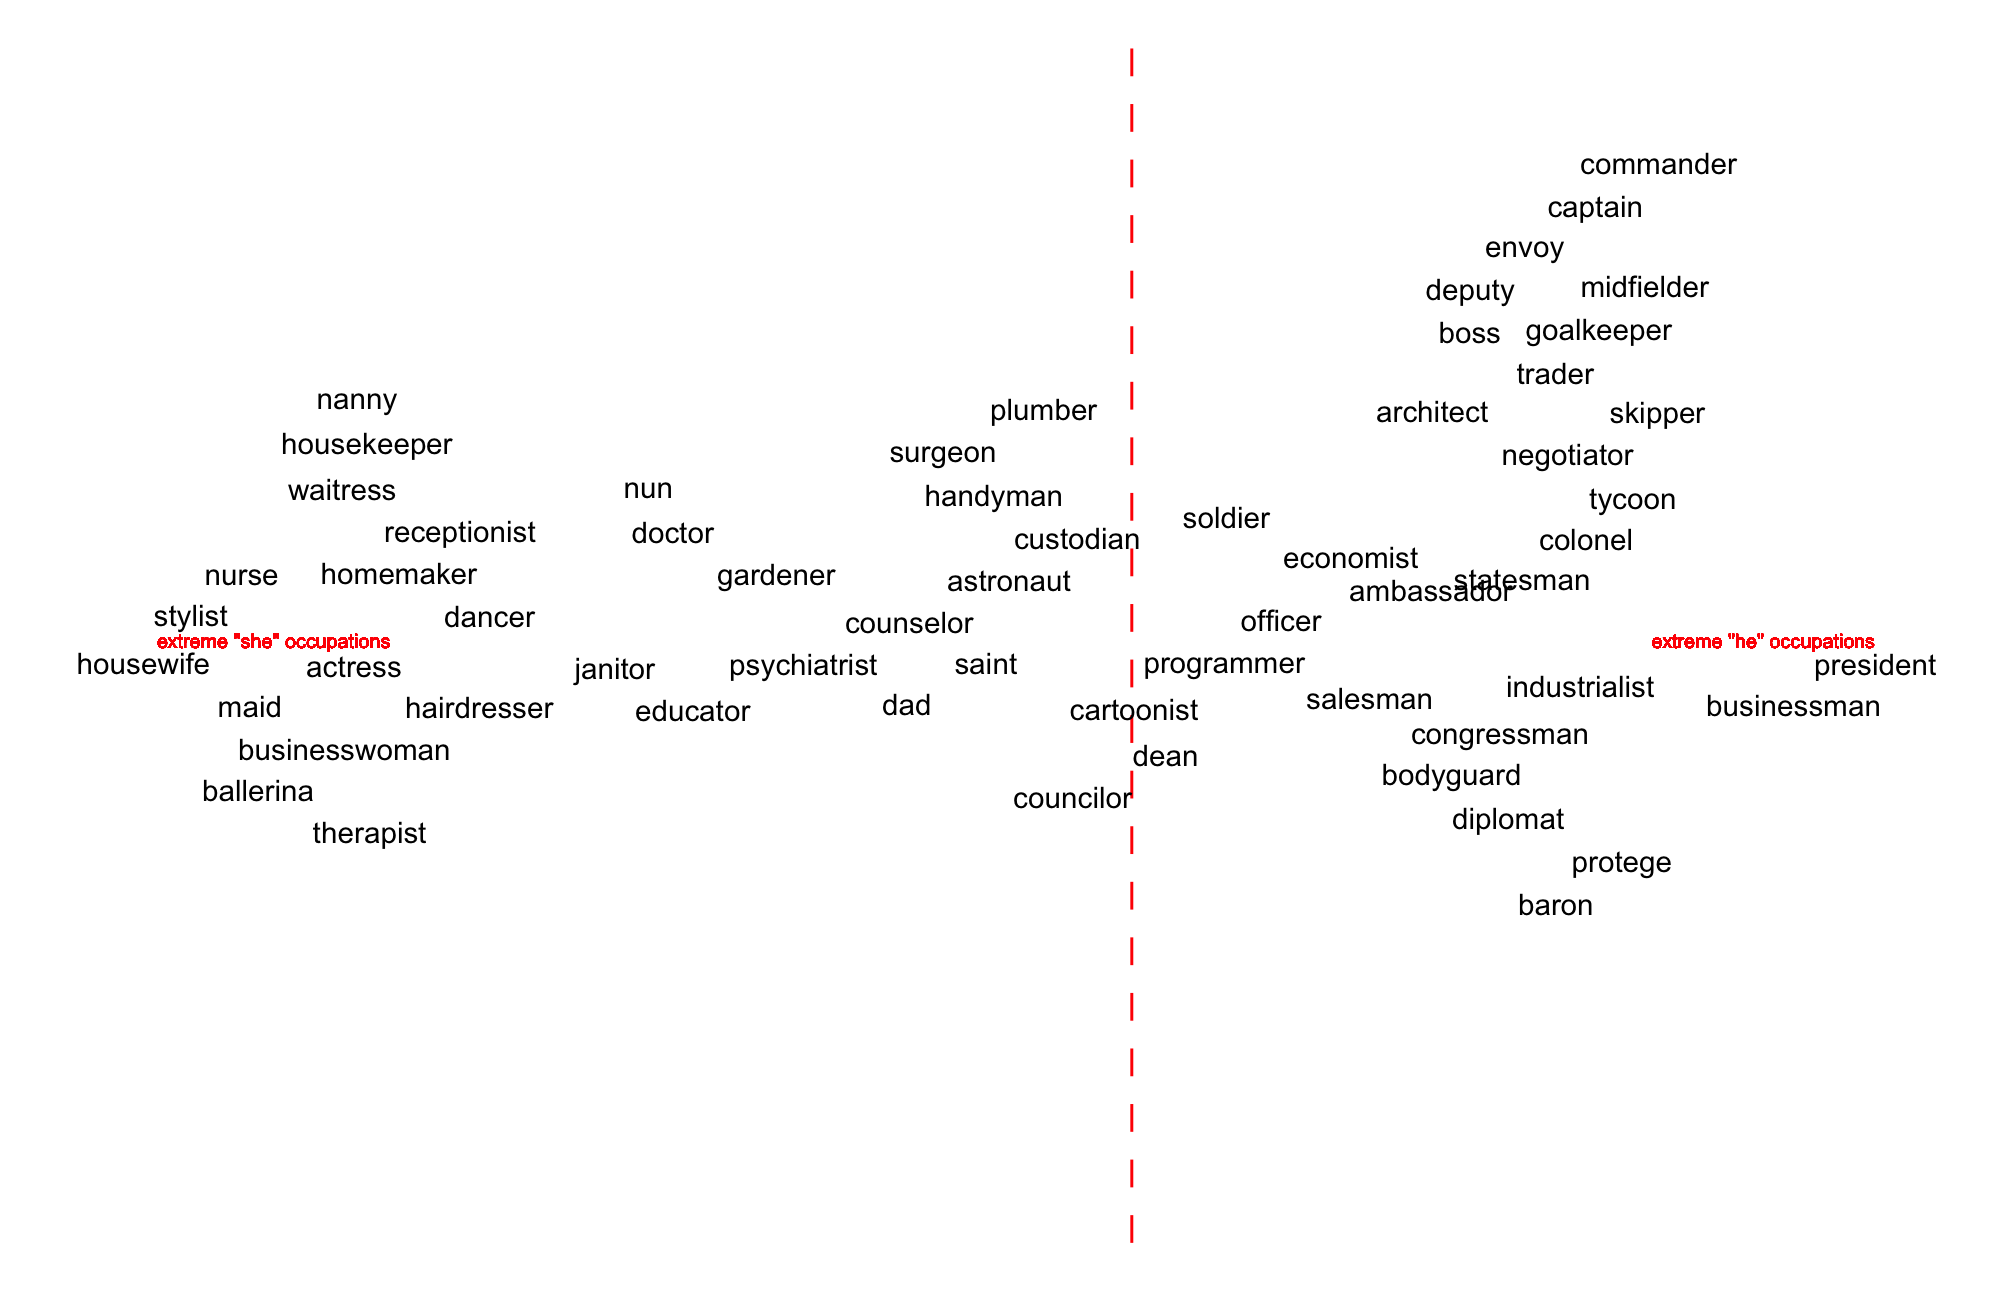 commander
captain
envoy
deputy midfielder
boss goalkeeper
trader
nanny plumber architect skipper
housekeeper surgeon negotiator
waitress nun handyman tycoon
receptionist doctor custodian soldier colonel
nurse homemaker gardener astronaut economist statesman
ambassador
stylist dancer counselor officer
extreme "she" occupations extreme "he" occupations
housewife actress janitor psychiatrist saint programmer president
maid hairdresser educator dad cartoonist salesman industrialist businessman
businesswoman dean congressman
ballerina councilor bodyguard
therapist diplomat
protege
baron